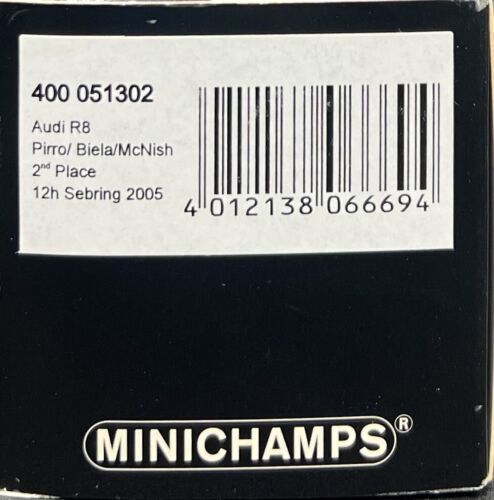 400 051302
Audi R8
Pirro/ Biela/McNish
2nd Place
12h Sebring 2005
4 012138 066694
MINICHAMPS®